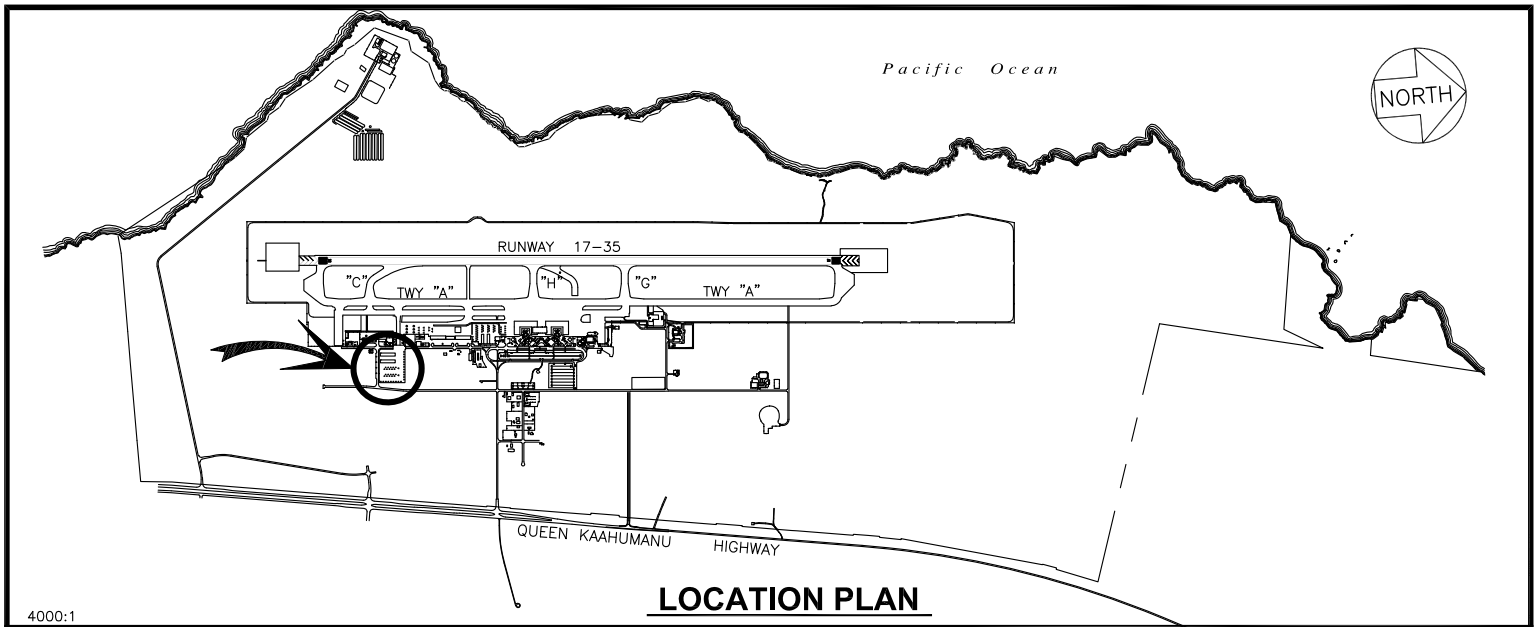 Pacific Ocean
NORTH
RUNWAY 17-35
"C"
"H"
"G"
TWY "A"
TWY "A"
QUEEN KAAHUMANU HIGHWAY
LOCATION PLAN
4000:1